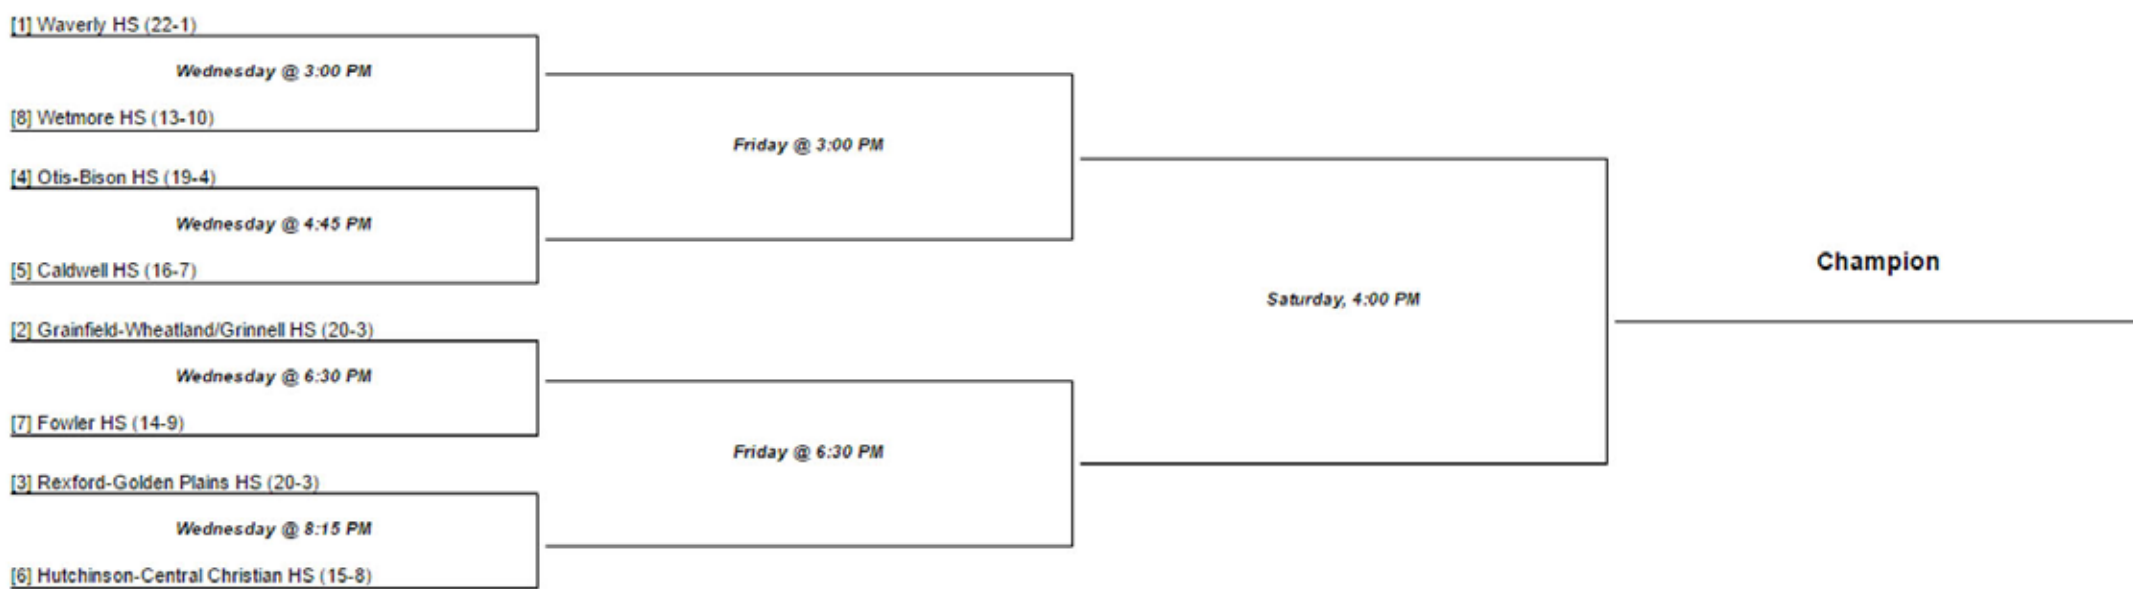 [1] Waverly HS (22-1)
Wednesday @ 3:00 PM
[8] Wetmore HS (13-10)
[4] Otis-Bison HS (19-4)
Wednesday @ 4:45 PM
[5] Caldwell HS (16-7)
[2] Grainfield-Wheatland/Grinnell HS (20-3)
Wednesday @ 6:30 PM
[7] Fowler HS (14-9)
[3] Rexford-Golden Plains HS (20-3)
Wednesday @ 8:15 PM
[6] Hutchinson-Central Christian HS (15-8)
Friday @ 3:00 PM
Friday @ 6:30 PM
Saturday, 4:00 PM
Champion